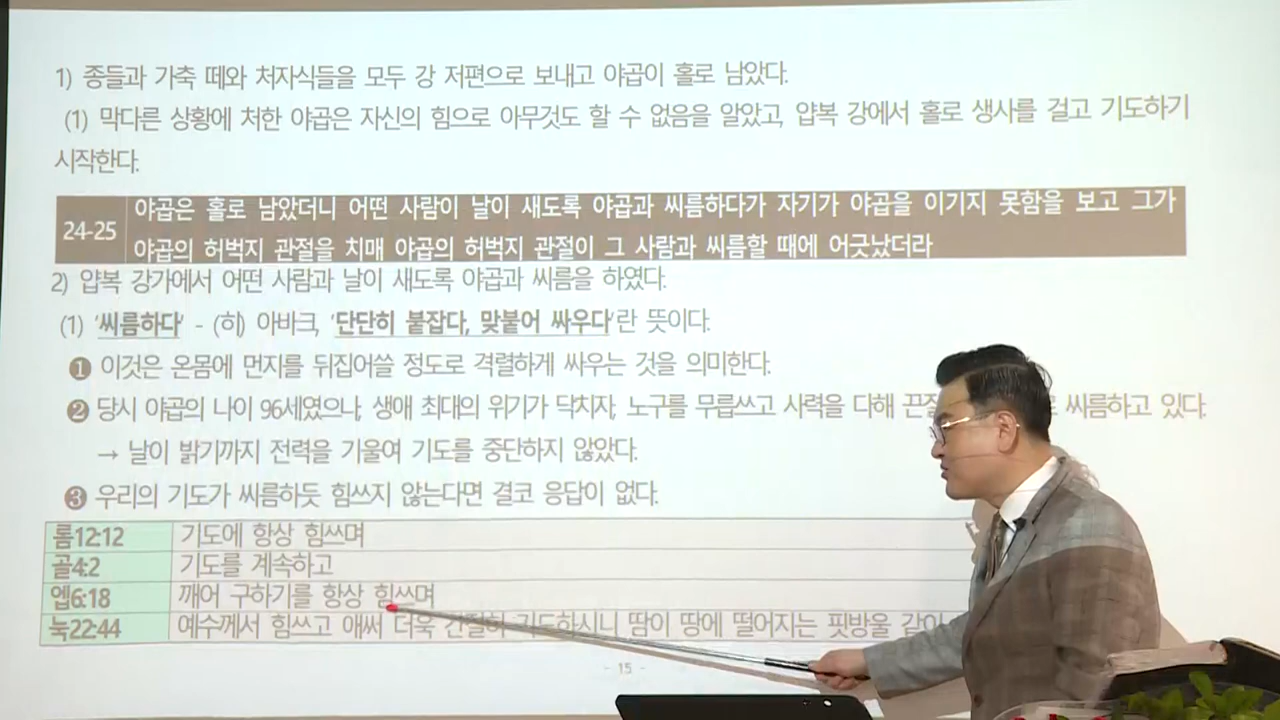 1) 종들과 가축 떼와 처자식들을 모두 강 저편으로 보내고 야곱이 홀로 남았다.
(1) 막다른 상황에 처한 야곱은 자신의 힘으로 아무것도 할 수 없음을 알았고, 얍복 강에서 홀로 생사를 걸고 기도하기
시작한다.
24-25 야곱은 홀로 남았더니 어떤 사람이 날이 새도록 야곱과 씨름하다가 자기가 야곱을 이기지 못함을 보고 그가
야곱의 허벅지 관절을 치매 야곱의 허벅지 관절이 그 사람과 씨름할 때에 어긋났더라
2) 얍복 강가에서 어떤 사람과 날이 새도록 야곱과 씨름을 하였다.
(1) '씨름하다' - (히) 아바크, '단단히 붙잡다, 맞붙어 싸우다'란 뜻이다.
❶ 이것은 온몸에 먼지를 뒤집어쓸 정도로 격렬하게 싸우는 것을 의미한다.
❷ 당시 야곱의 나이 96세였으나, 생애 최대의 위기가 닥치자, 노구를 무릅쓰고 사력을 다해 씨름하고 있다.
→ 날이 밝기까지 전력을 기울여 기도를 중단하지 않았다.
❸ 우리의 기도가 씨름하듯 힘쓰지 않는다면 결코 응답이 없다.
롬12:12 기도에 항상 힘쓰며
골4:2 기도를 계속하고
엡6:18 깨어 구하기를 항상 힘쓰며
눅22:44 예수께서 힘쓰고 애써 더욱 간절히 기도하시니 땀이 땅에 떨어지는 핏방울 같이
- 15 -